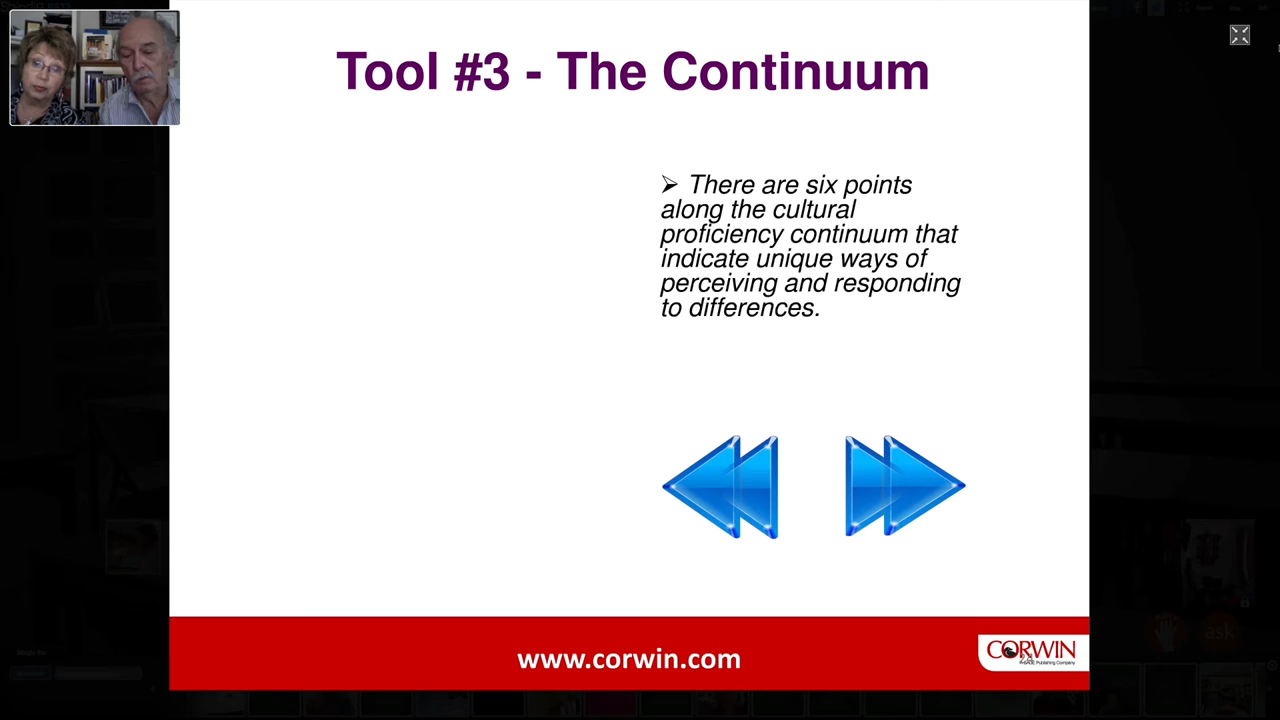 Tool #3 - The Continuum
➢ There are six points
along the cultural
proficiency continuum that
indicate unique ways of
perceiving and responding
to differences.
www.corwin.com
CORWIN
Publishing Company
ask